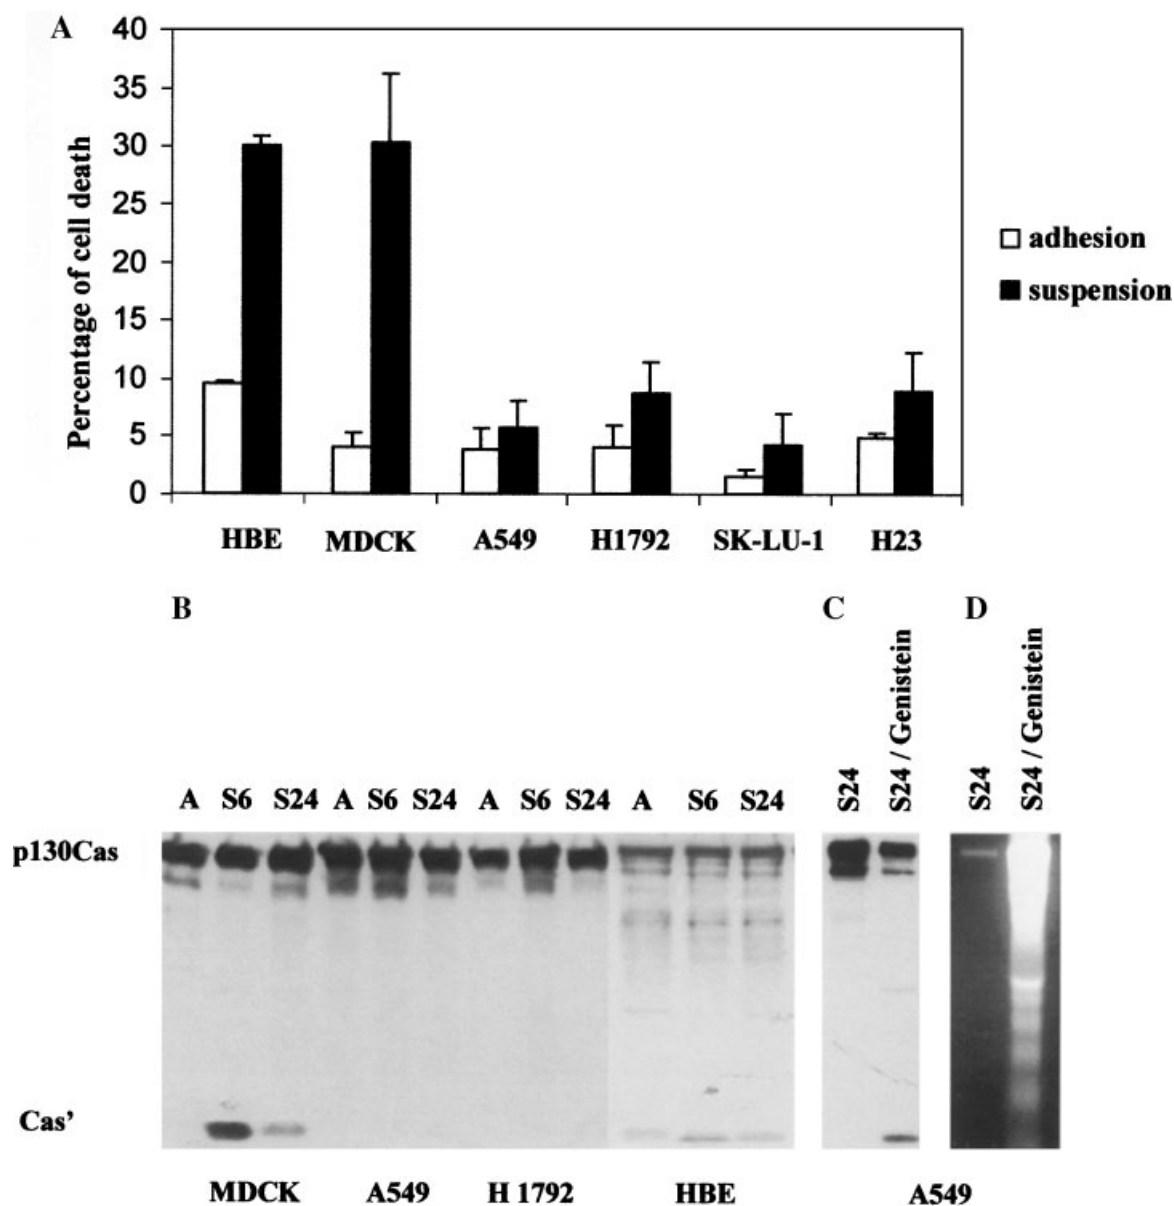 A
40
35
30
25
20
15
10
5
0
Percentage of cell death
adhesion
suspension
HBE MDCK A549 H1792 SK-LU-1 H23
B C D
A S6 S24 A S6 S24 A S6 S24 A S6 S24 S24 S24 / Genistein S24 S24 / Genistein
p130Cas
Cas’
MDCK A549 H 1792 HBE A549